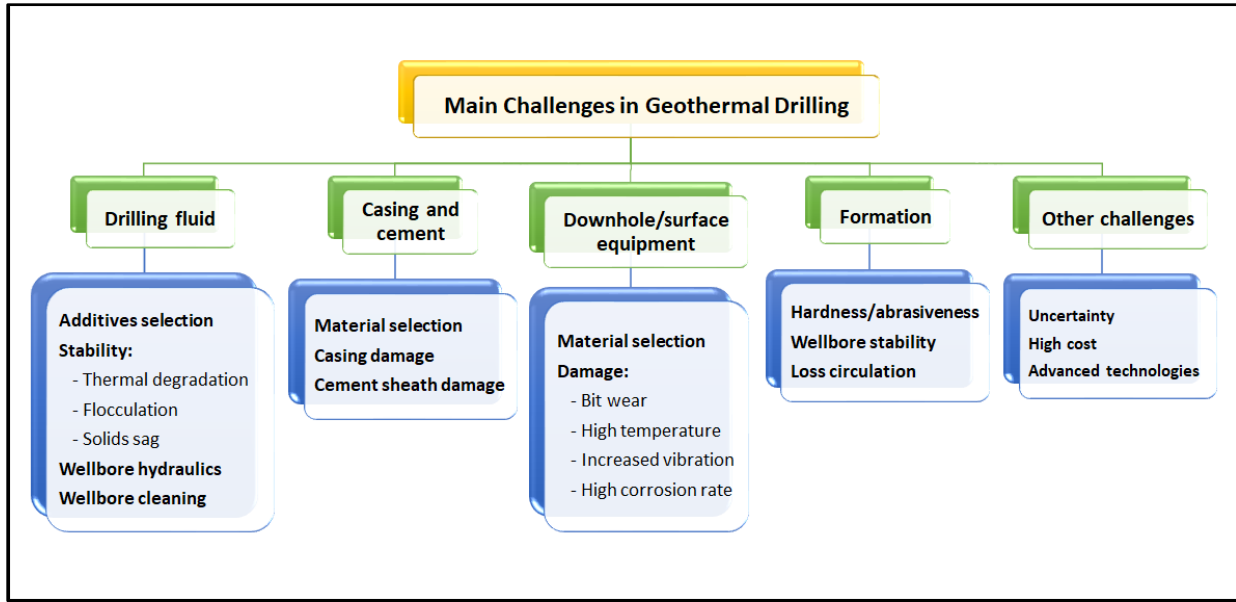 Main Challenges in Geothermal Drilling
Drilling fluid
Casing and
cement
Downhole/surface
equipment
Formation
Other challenges
Additives selection
Stability:
- Thermal degradation
- Flocculation
- Solids sag
Wellbore hydraulics
Wellbore cleaning
Material selection
Casing damage
Cement sheath damage
Material selection
Damage:
- Bit wear
- High temperature
- Increased vibration
- High corrosion rate
Hardness/abrasiveness
Wellbore stability
Loss circulation
Uncertainty
High cost
Advanced technologies